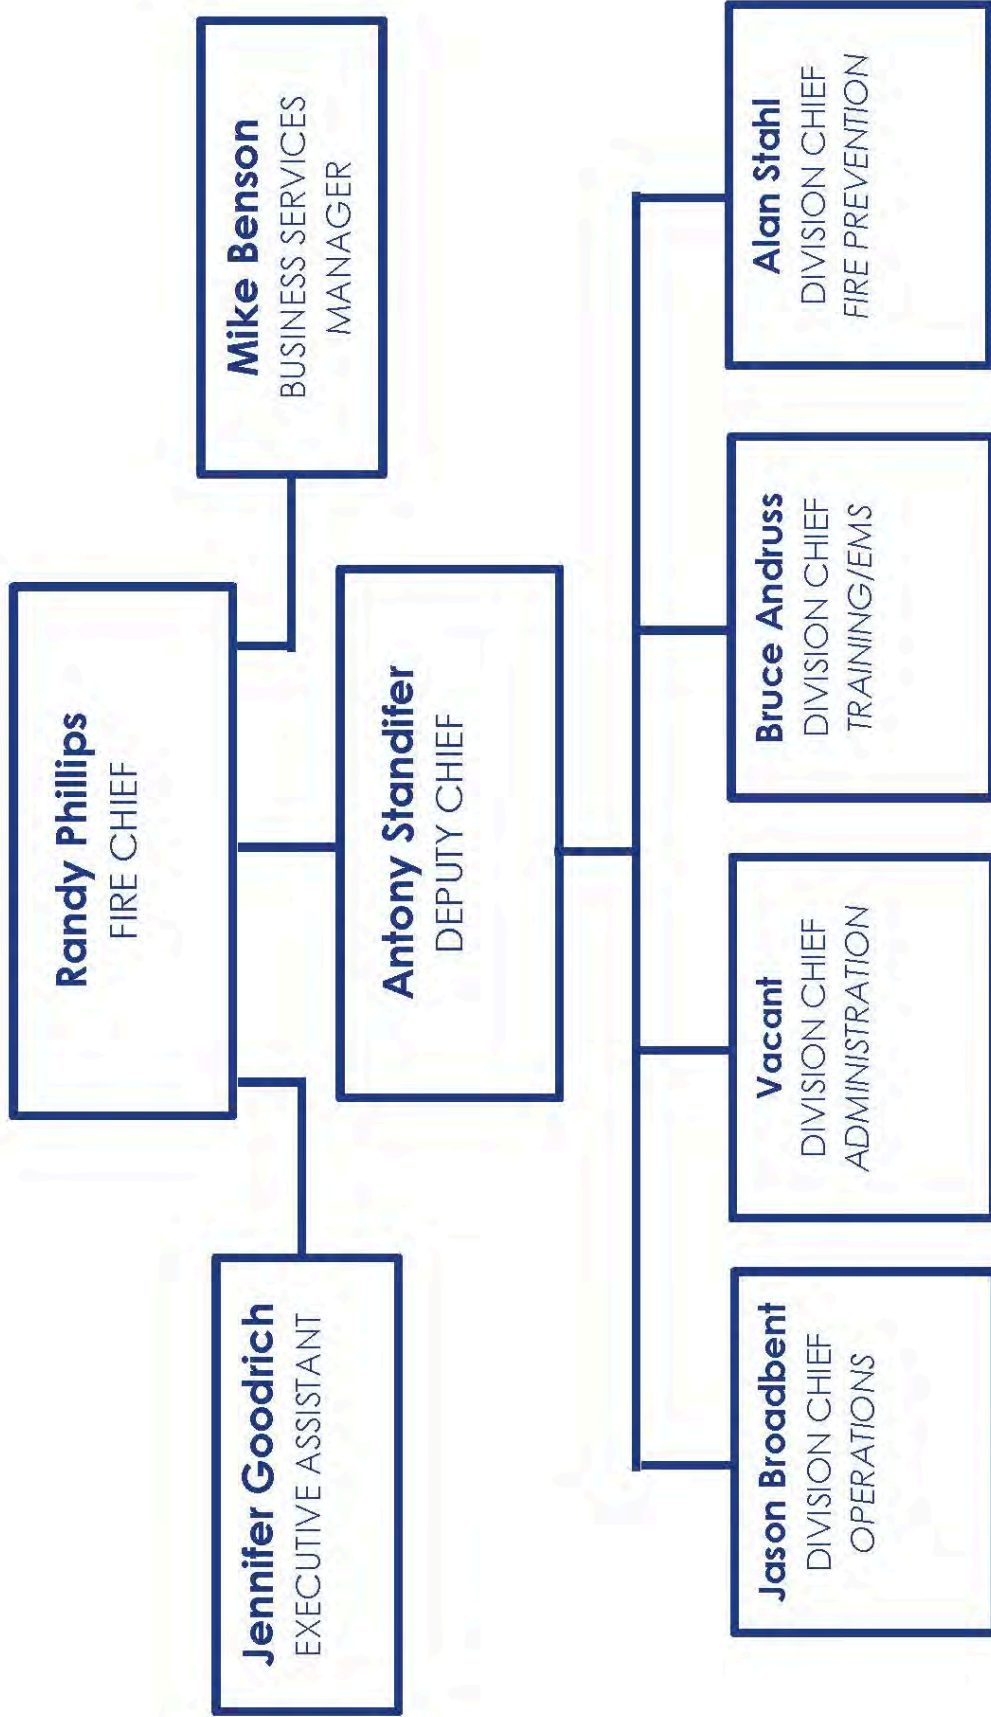 Randy Phillips
FIRE CHIEF
Jennifer Goodrich
EXECUTIVE ASSISTANT
Mike Benson
BUSINESS SERVICES
MANAGER
Antony Standifer
DEPUTY CHIEF
Jason Broadbent
DIVISION CHIEF
OPERATIONS
Vacant
DIVISION CHIEF
ADMINISTRATION
Bruce Andruss
DIVISION CHIEF
TRAINING/EMS
Alan Stahl
DIVISION CHIEF
FIRE PREVENTION